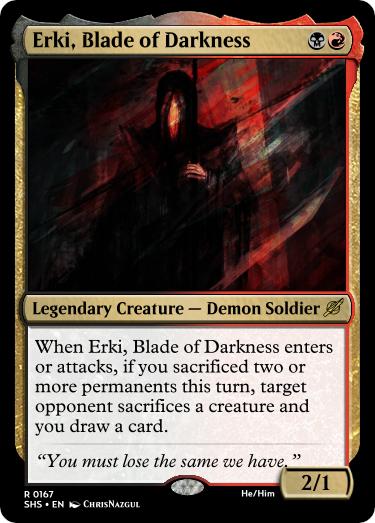 Erki, Blade of Darkness
Legendary Creature — Demon Soldier
When Erki, Blade of Darkness enters
or attacks, if you sacrificed two or
more permanents this turn, target
opponent sacrifices a creature and
you draw a card.
“You must lose the same we have.”
2/1
R 0167
He/Him
SHS • EN ChrisNazgul